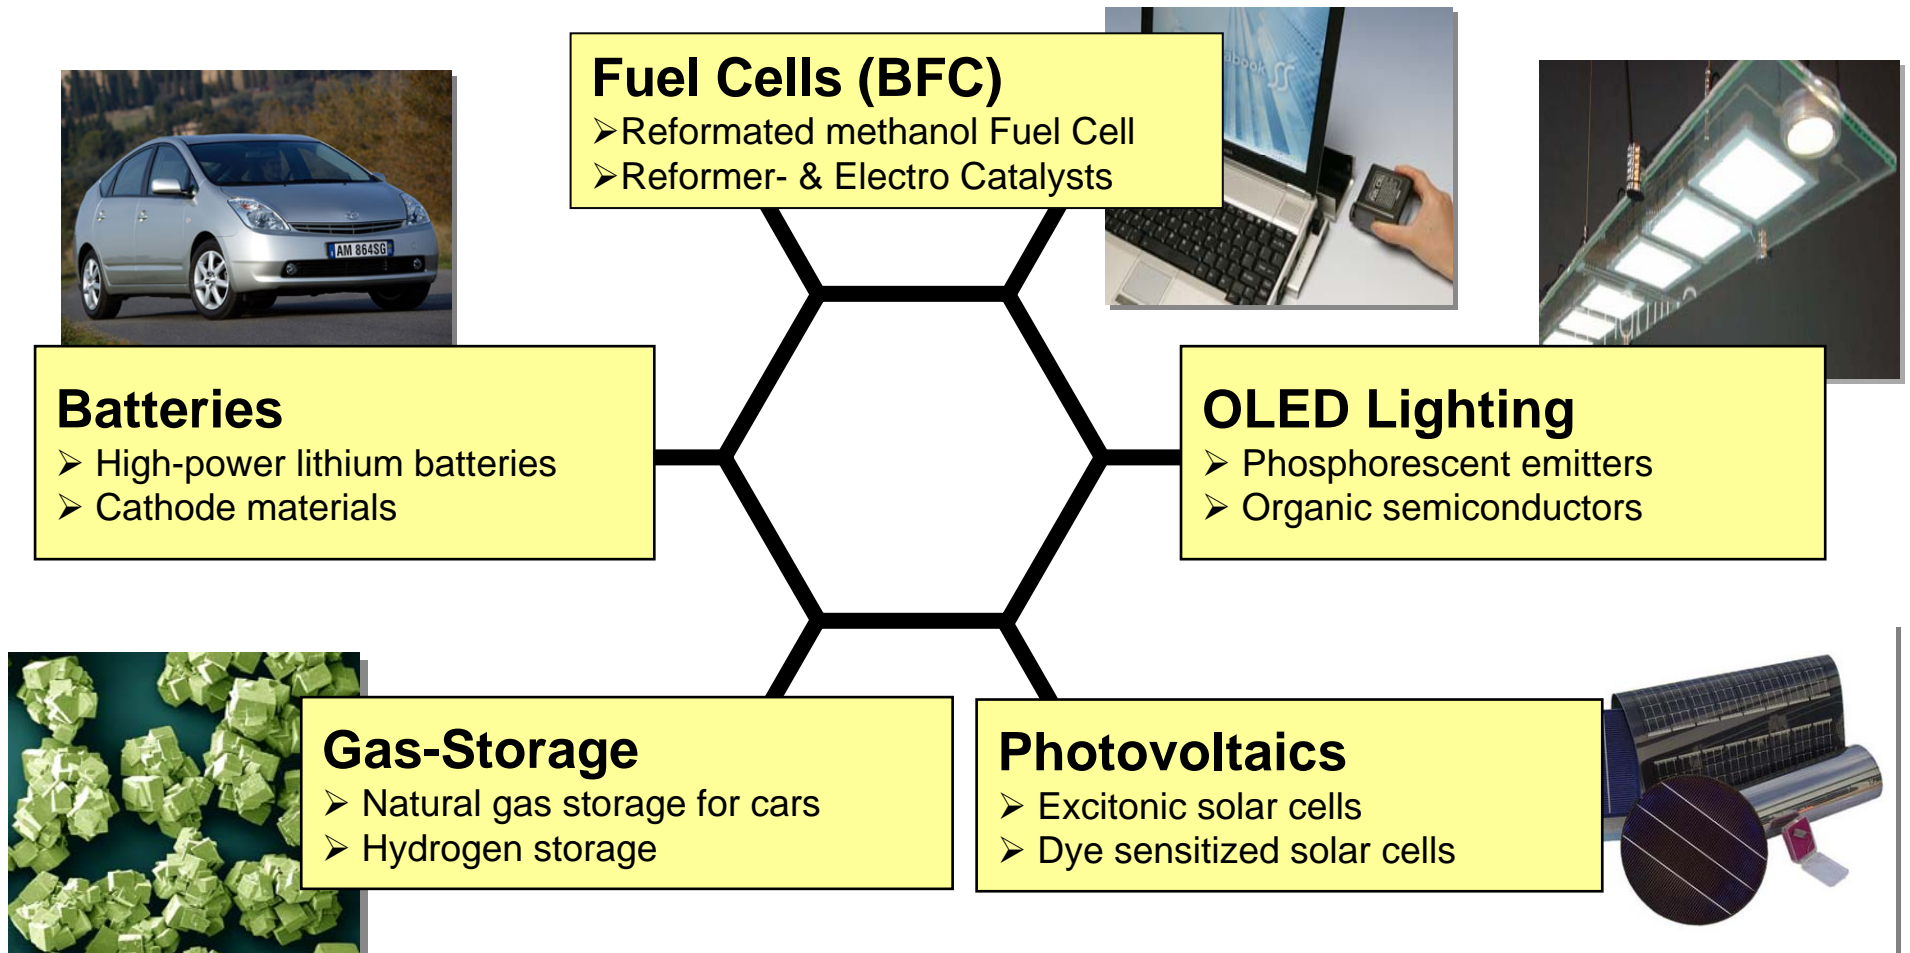 Fuel Cells (BFC)
➢Reformated methanol Fuel Cell
➢Reformer- & Electro Catalysts
abook SS
AM 864SG
Batteries
➢ High-power lithium batteries
➢ Cathode materials
OLED Lighting
➢ Phosphorescent emitters
➢ Organic semiconductors
Gas-Storage
➢ Natural gas storage for cars
➢ Hydrogen storage
Photovoltaics
➢ Excitonic solar cells
➢ Dye sensitized solar cells